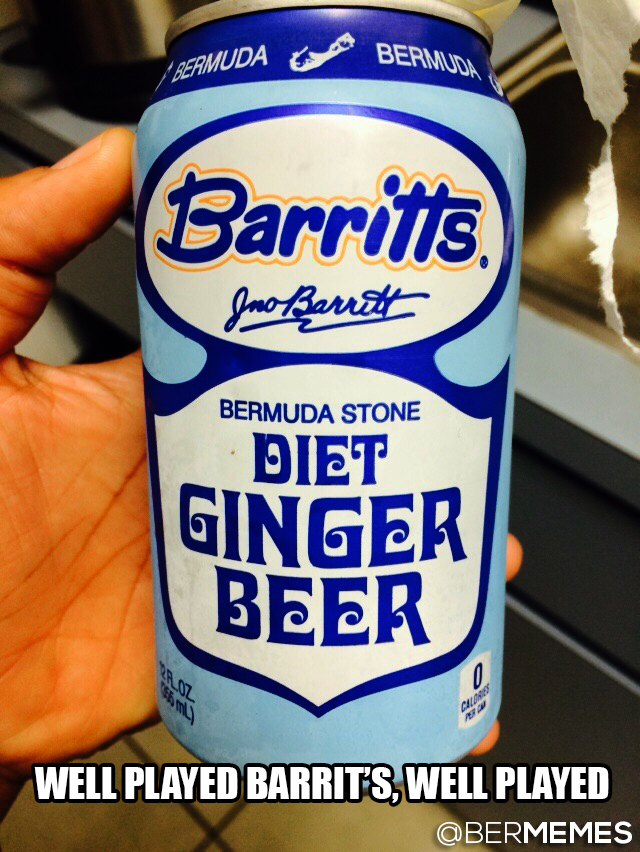 BERMUDA BERMUDA
Barritts®
Jno Barritt
BERMUDA STONE
DIET
GINGER
BEER
12 FL. OZ.
(355 mL)
0
CALORIES
PER CAN
WELL PLAYED BARRIT'S, WELL PLAYED
@BERMEMES